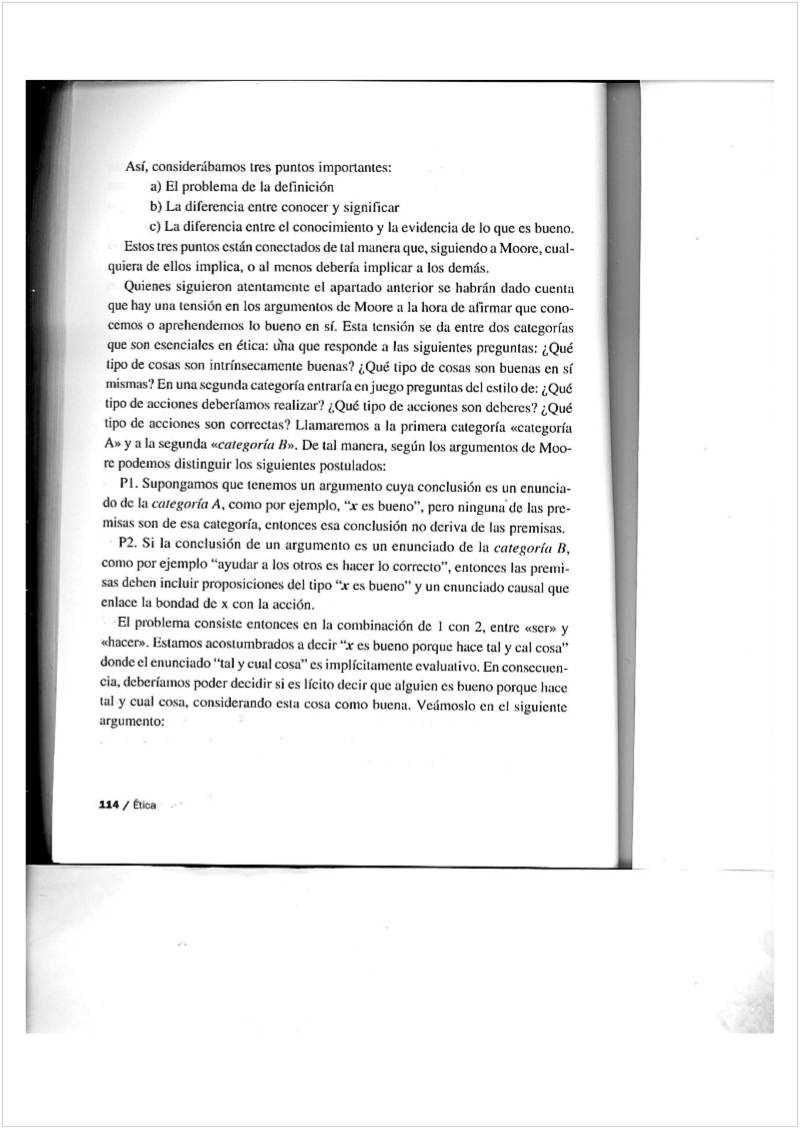 Así, considerábamos tres puntos importantes:
a) El problema de la definición
b) La diferencia entre conocer y significar
c) La diferencia entre el conocimiento y la evidencia de lo que es bueno.
Estos tres puntos están conectados de tal manera que, siguiendo a Moore, cual-
quiera de ellos implica, o al menos debería implicar a los demás.
Quienes siguieron atentamente el apartado anterior se habrán dado cuenta
que hay una tensión en los argumentos de Moore a la hora de afirmar que cono-
cemos o aprehendemos lo bueno en sí. Esta tensión se da entre dos categorías
que son esenciales en ética: una que responde a las siguientes preguntas: ¿Qué
tipo de cosas son intrínsecamente buenas? ¿Qué tipo de cosas son buenas en sí
mismas? En una segunda categoría entraría en juego preguntas del estilo de: ¿Qué
tipo de acciones deberíamos realizar? ¿Qué tipo de acciones son deberes? ¿Qué
tipo de acciones son correctas? Llamaremos a la primera categoría «categoría
A» y a la segunda «categoría B». De tal manera, según los argumentos de Moo-
re podemos distinguir los siguientes postulados:
P1. Supongamos que tenemos un argumento cuya conclusión es un enuncia-
do de la categoría A, como por ejemplo, “x es bueno”, pero ninguna de las pre-
misas son de esa categoría, entonces esa conclusión no deriva de las premisas.
P2. Si la conclusión de un argumento es un enunciado de la categoría B,
como por ejemplo “ayudar a los otros es hacer lo correcto”, entonces las premi-
sas deben incluir proposiciones del tipo “x es bueno” y un enunciado causal que
enlace la bondad de x con la acción.
El problema consiste entonces en la combinación de 1 con 2, entre «ser» y
«hacer». Estamos acostumbrados a decir “x es bueno porque hace tal y cal cosa”
donde el enunciado “tal y cual cosa” es implícitamente evaluativo. En consecuen-
cia, deberíamos poder decidir si es lícito decir que alguien es bueno porque hace
tal y cual cosa, considerando esta cosa como buena. Veámoslo en el siguiente
argumento:
114 / Ética